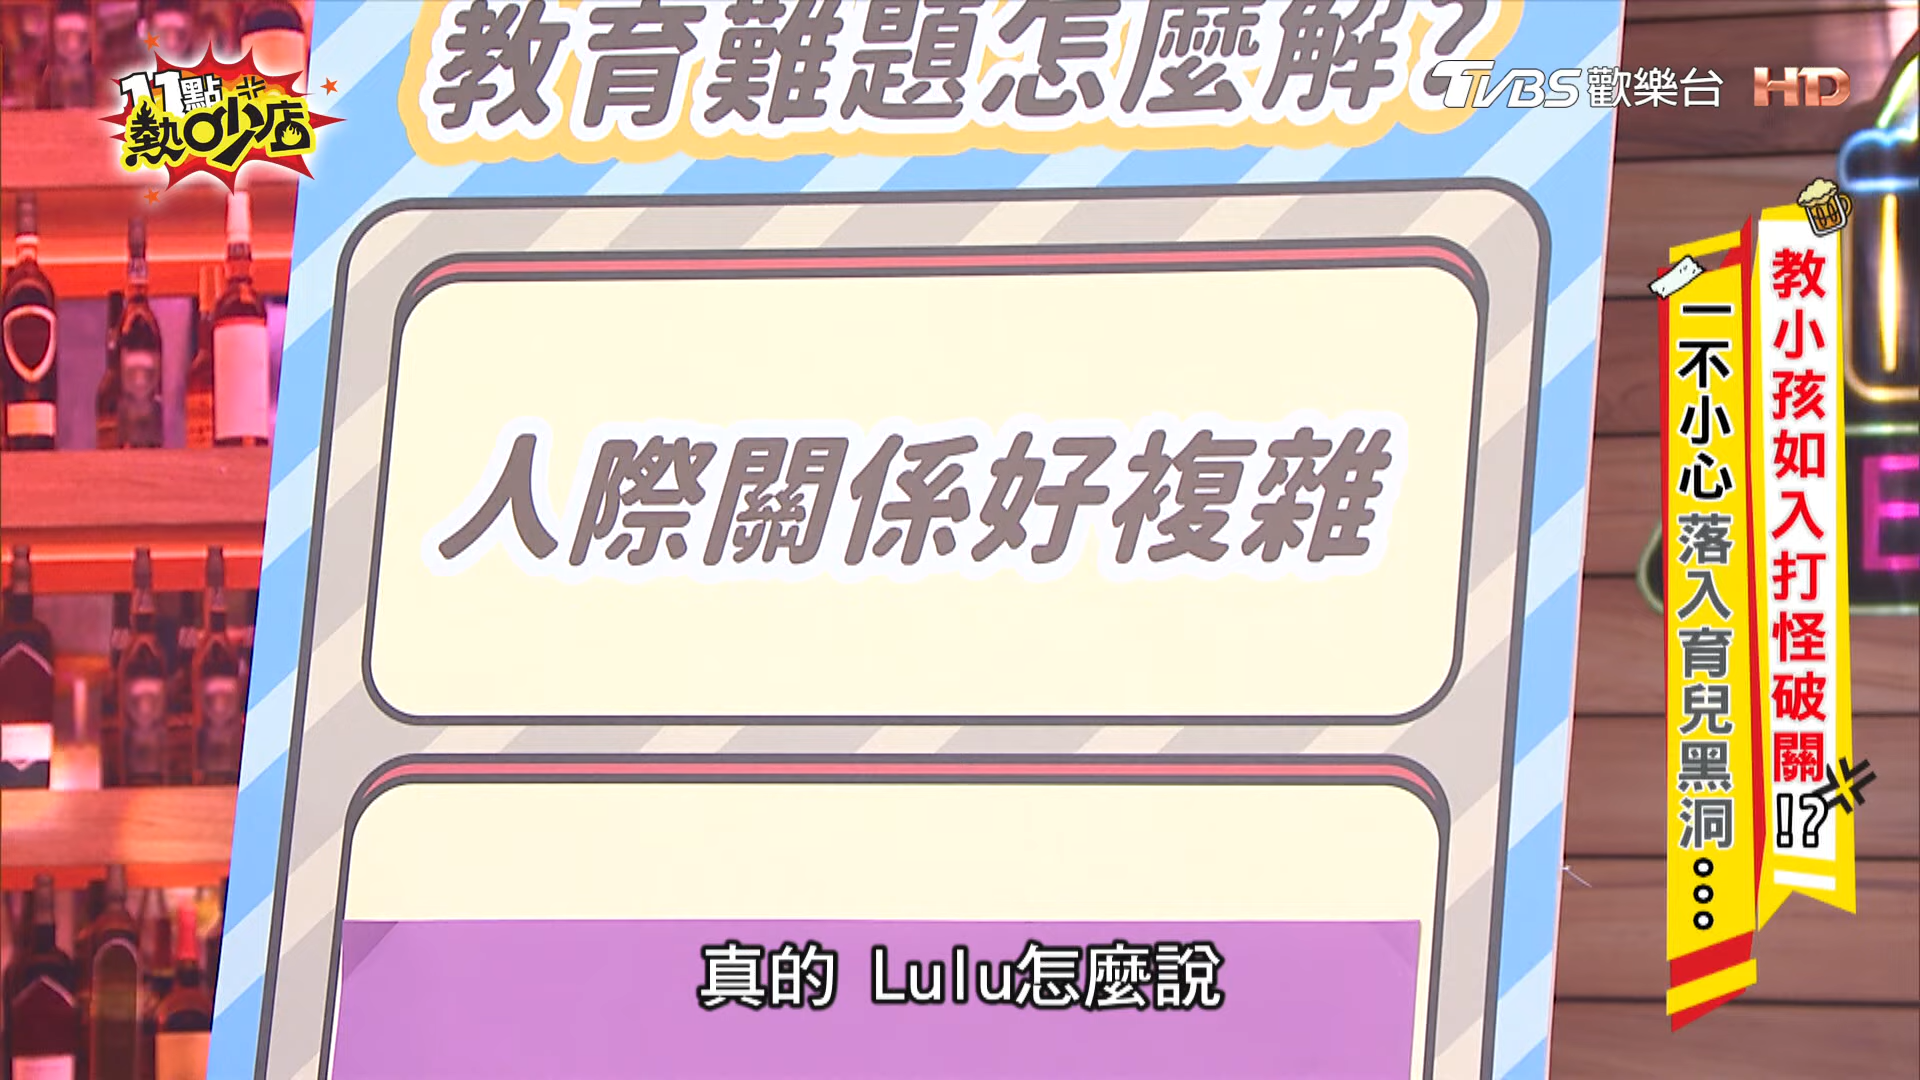 教育難題怎麼解?
11點
熱吵店
TVBS歡樂台 HD
人際關係好複雜
教小孩如入打怪破關!?
一不小心落入育兒黑洞...
E
真的 Lulu怎麼說